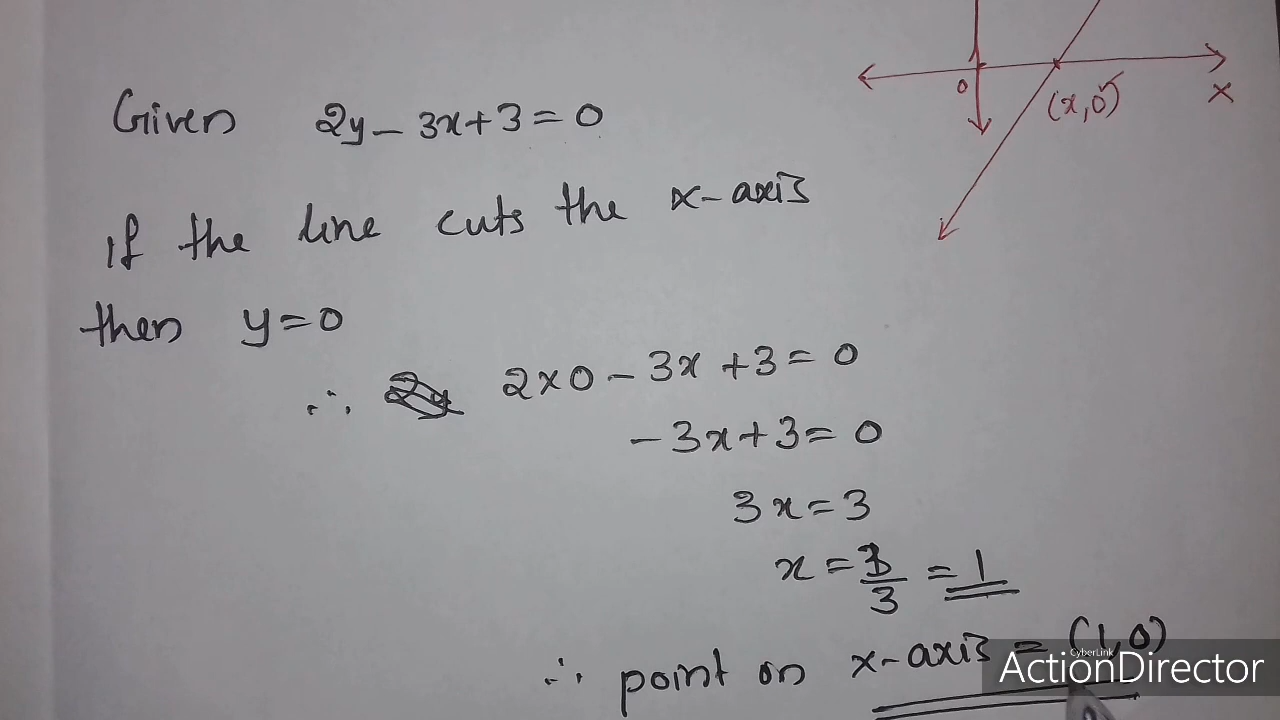 Given 2y - 3x + 3 = 0
O
(x, 0)
X
if the line cuts the x-axis
then y = 0
∴ 2 × 0 - 3x + 3 = 0
- 3x + 3 = 0
3x = 3
x = 3/3 = 1
∴ point on x-axis = (1, 0)
CyberLink
ActionDirector